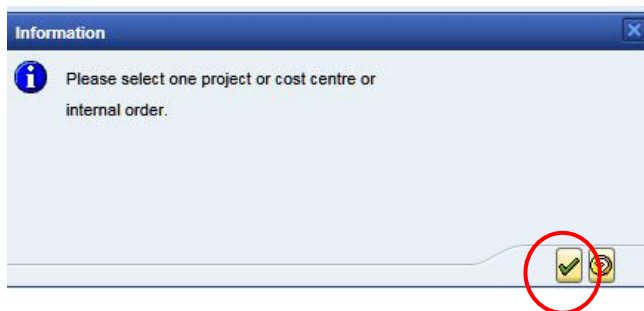 Information
Please select one project or cost centre or
internal order.